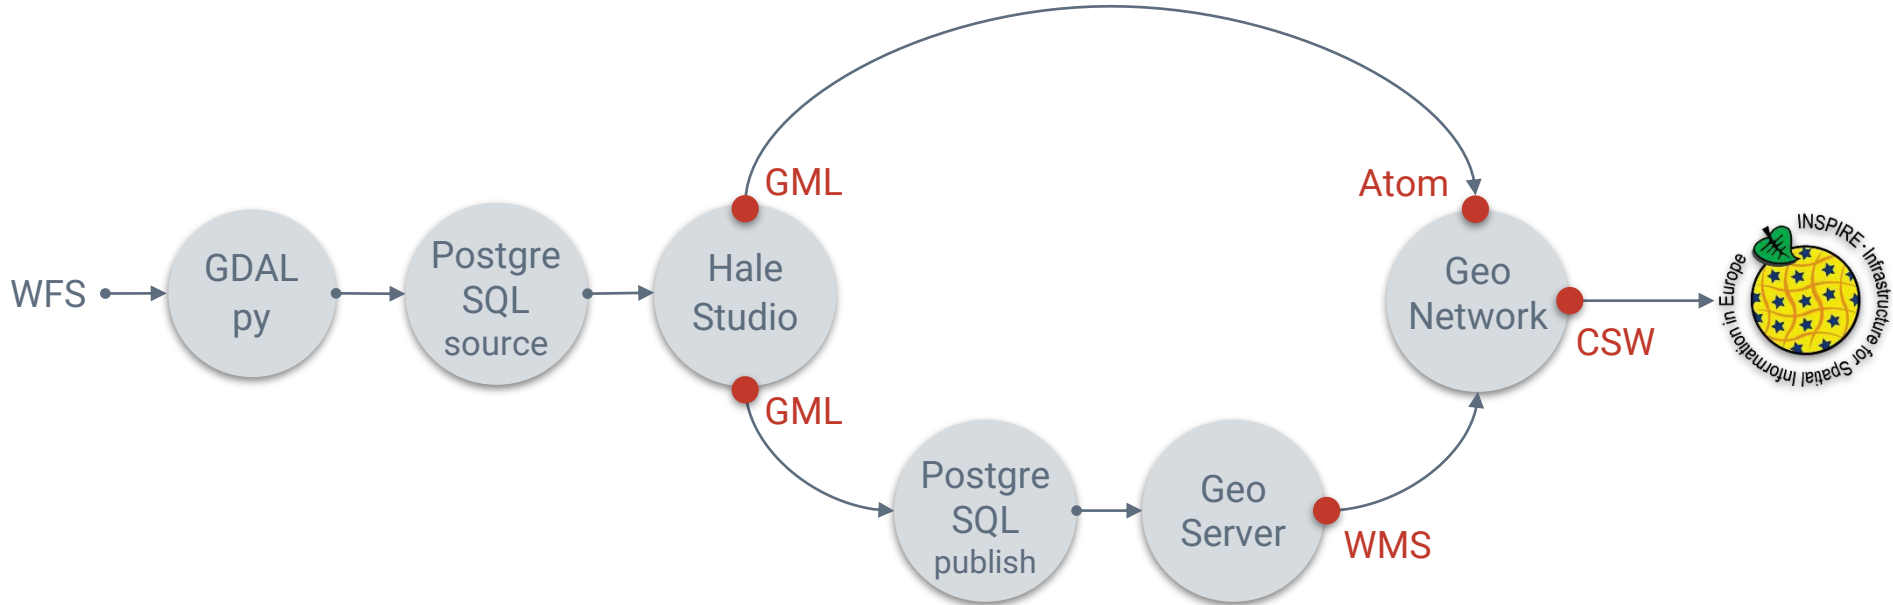 WFS
GDAL
py
Postgre
SQL
source
Hale
Studio
GML
GML
Postgre
SQL
publish
Geo
Server
WMS
Atom
Geo
Network
CSW
INSPIRE · Infrastructure for Spatial Information in Europe